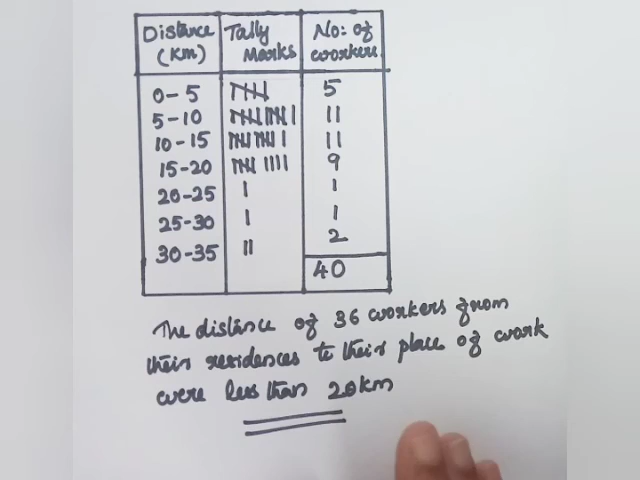 Distance (Km) Tally Marks No: of workers
0-5 5
5-10 11
10-15 11
15-20 9
20-25 1
25-30 1
30-35 2
40
The distance of 36 workers from
their residences to their place of work
were less than 20km